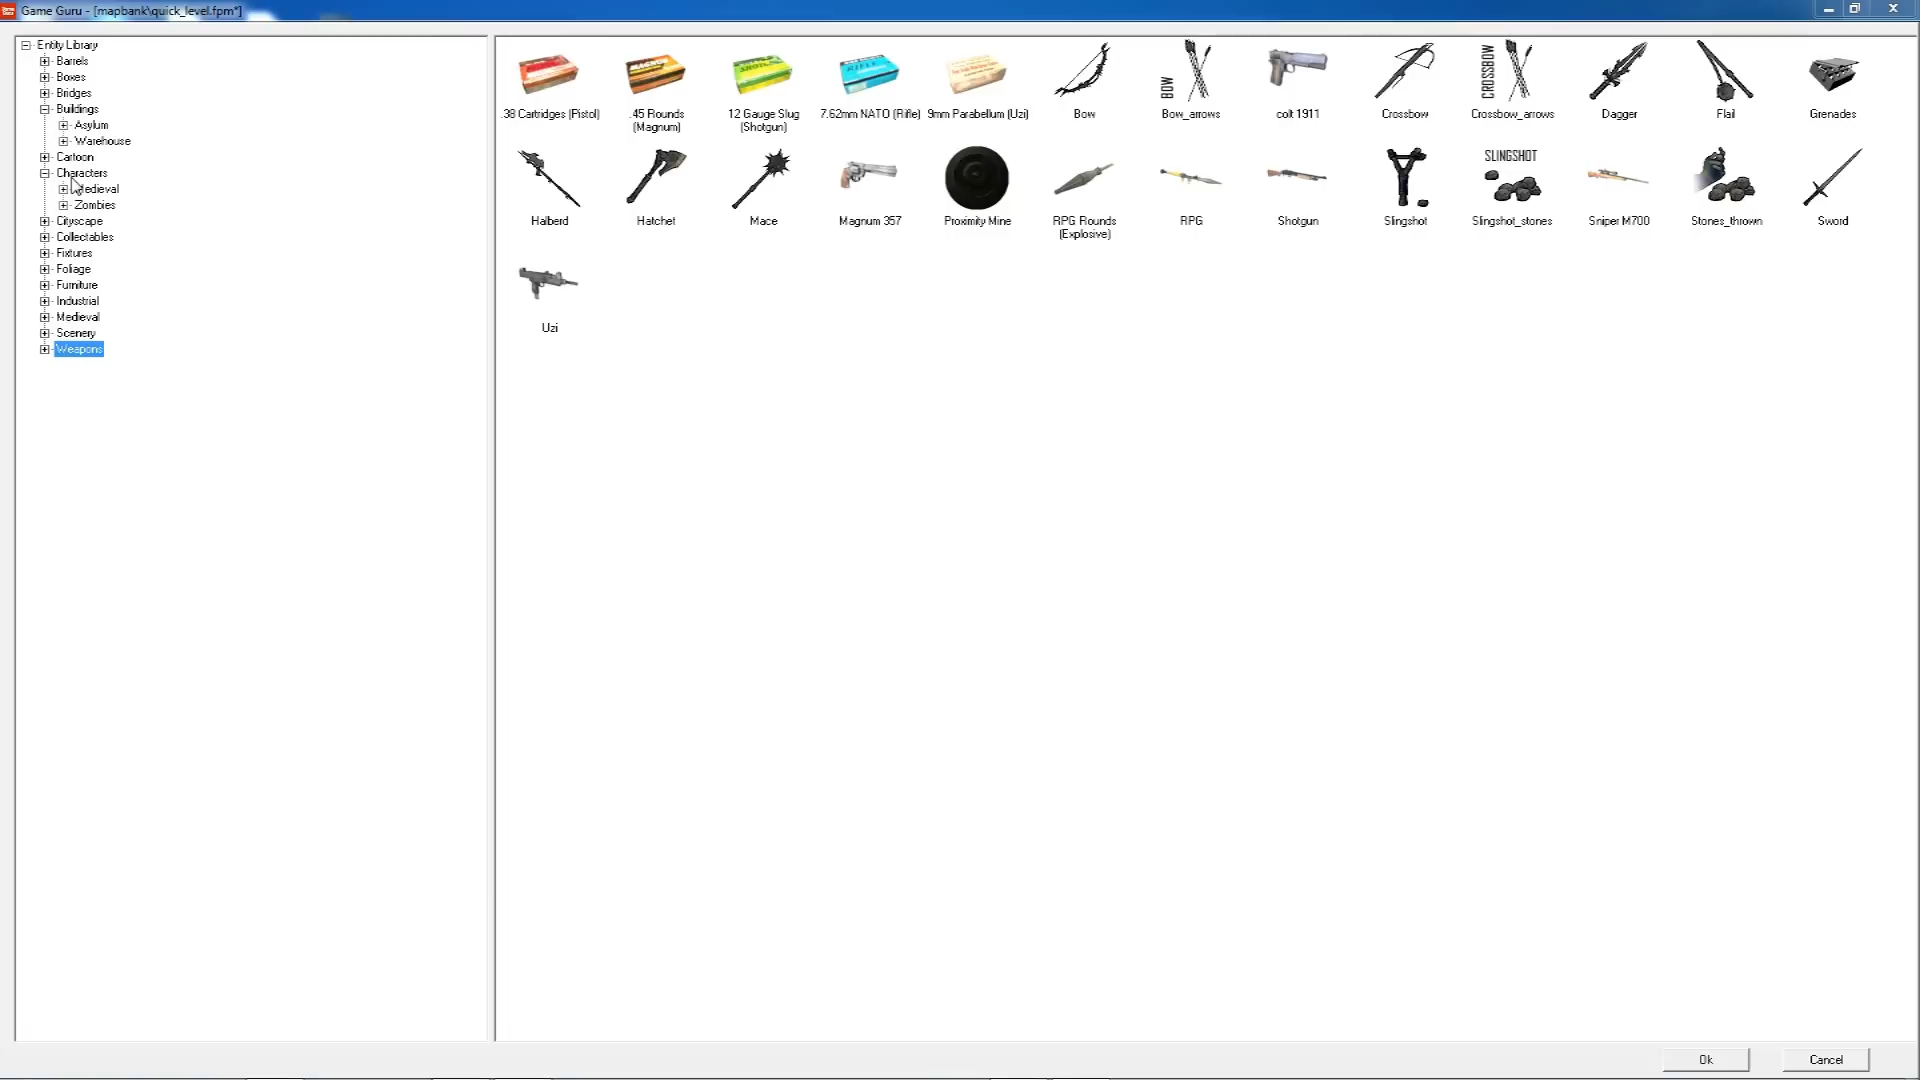 Game Guru - [mapbank\quick_level.fpm*]
Entity Library
Barrels
Boxes
Bridges
Buildings
Asylum
Warehouse
Cartoon
Characters
Medieval
Zombies
Cityscape
Collectables
Fixtures
Foliage
Furniture
Industrial
Medieval
Scenery
Weapons
.38 Cartridges (Pistol)
.45 Rounds
(Magnum)
12 Gauge Slug
(Shotgun)
7.62mm NATO (Rifle)
9mm Parabellum (Uzi)
Bow
BOW
Bow_arrows
colt 1911
Crossbow
CROSSBOW
Crossbow_arrows
Dagger
Flail
Grenades
Halberd
Hatchet
Mace
Magnum 357
Proximity Mine
RPG Rounds
(Explosive)
RPG
Shotgun
Slingshot
SLINGSHOT
Slingshot_stones
Sniper M700
Stones_thrown
Sword
Uzi
Ok
Cancel